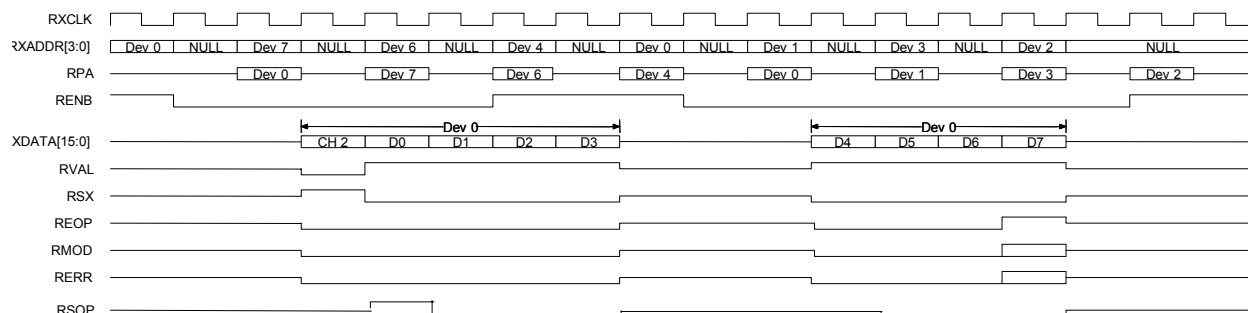 RXCLK
RXADDR[3:0] Dev 0 NULL Dev 7 NULL Dev 6 NULL Dev 4 NULL Dev 0 NULL Dev 1 NULL Dev 3 NULL Dev 2 NULL
RPA Dev 0 Dev 7 Dev 6 Dev 4 Dev 0 Dev 1 Dev 3 Dev 2
RENB
Dev 0 Dev 0
XDATA[15:0] CH 2 D0 D1 D2 D3 D4 D5 D6 D7
RVAL
RSX
REOP
RMOD
RERR
RSOP